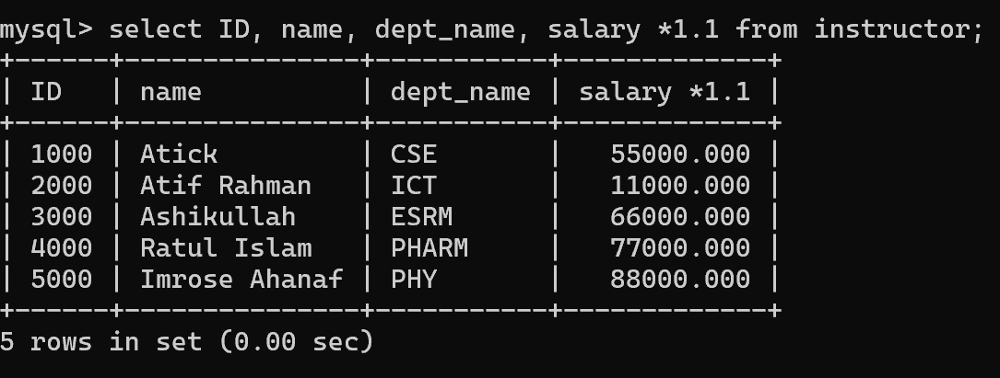 mysql> select ID, name, dept_name, salary *1.1 from instructor;
+------+---------------+-----------+-------------+
| ID   | name          | dept_name | salary *1.1 |
+------+---------------+-----------+-------------+
| 1000 | Atick         | CSE       |   55000.000 |
| 2000 | Atif Rahman   | ICT       |   11000.000 |
| 3000 | Ashikullah    | ESRM      |   66000.000 |
| 4000 | Ratul Islam   | PHARM     |   77000.000 |
| 5000 | Imrose Ahanaf | PHY       |   88000.000 |
+------+---------------+-----------+-------------+
5 rows in set (0.00 sec)